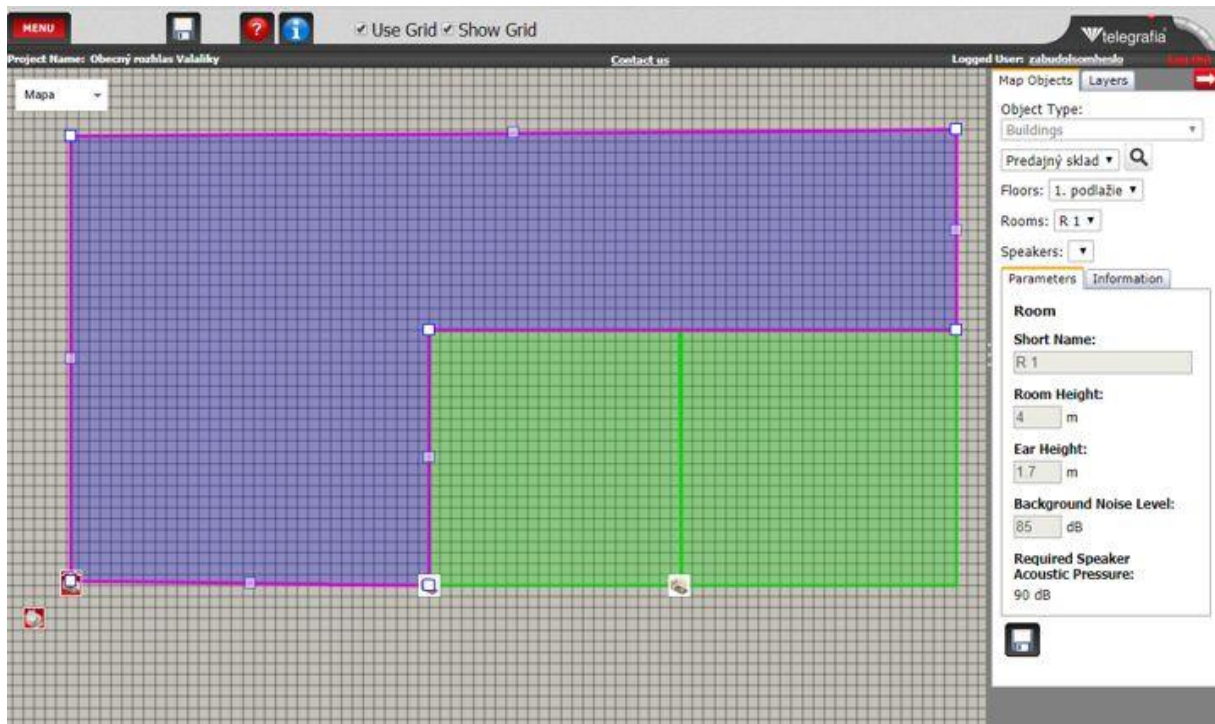 MENU
? i
Use Grid Show Grid
telegrafia
Project Name: Obecný rozhlas Valaliky
Contact us
Logged User: zabudolsomheslo
Log Out
Mapa
Map Objects Layers
Object Type:
Buildings
Predajný sklad
Floors: 1. podlažie
Rooms: R 1
Speakers:
Parameters Information
Room
Short Name:
R 1
Room Height:
4 m
Ear Height:
1.7 m
Background Noise Level:
85 dB
Required Speaker
Acoustic Pressure:
90 dB